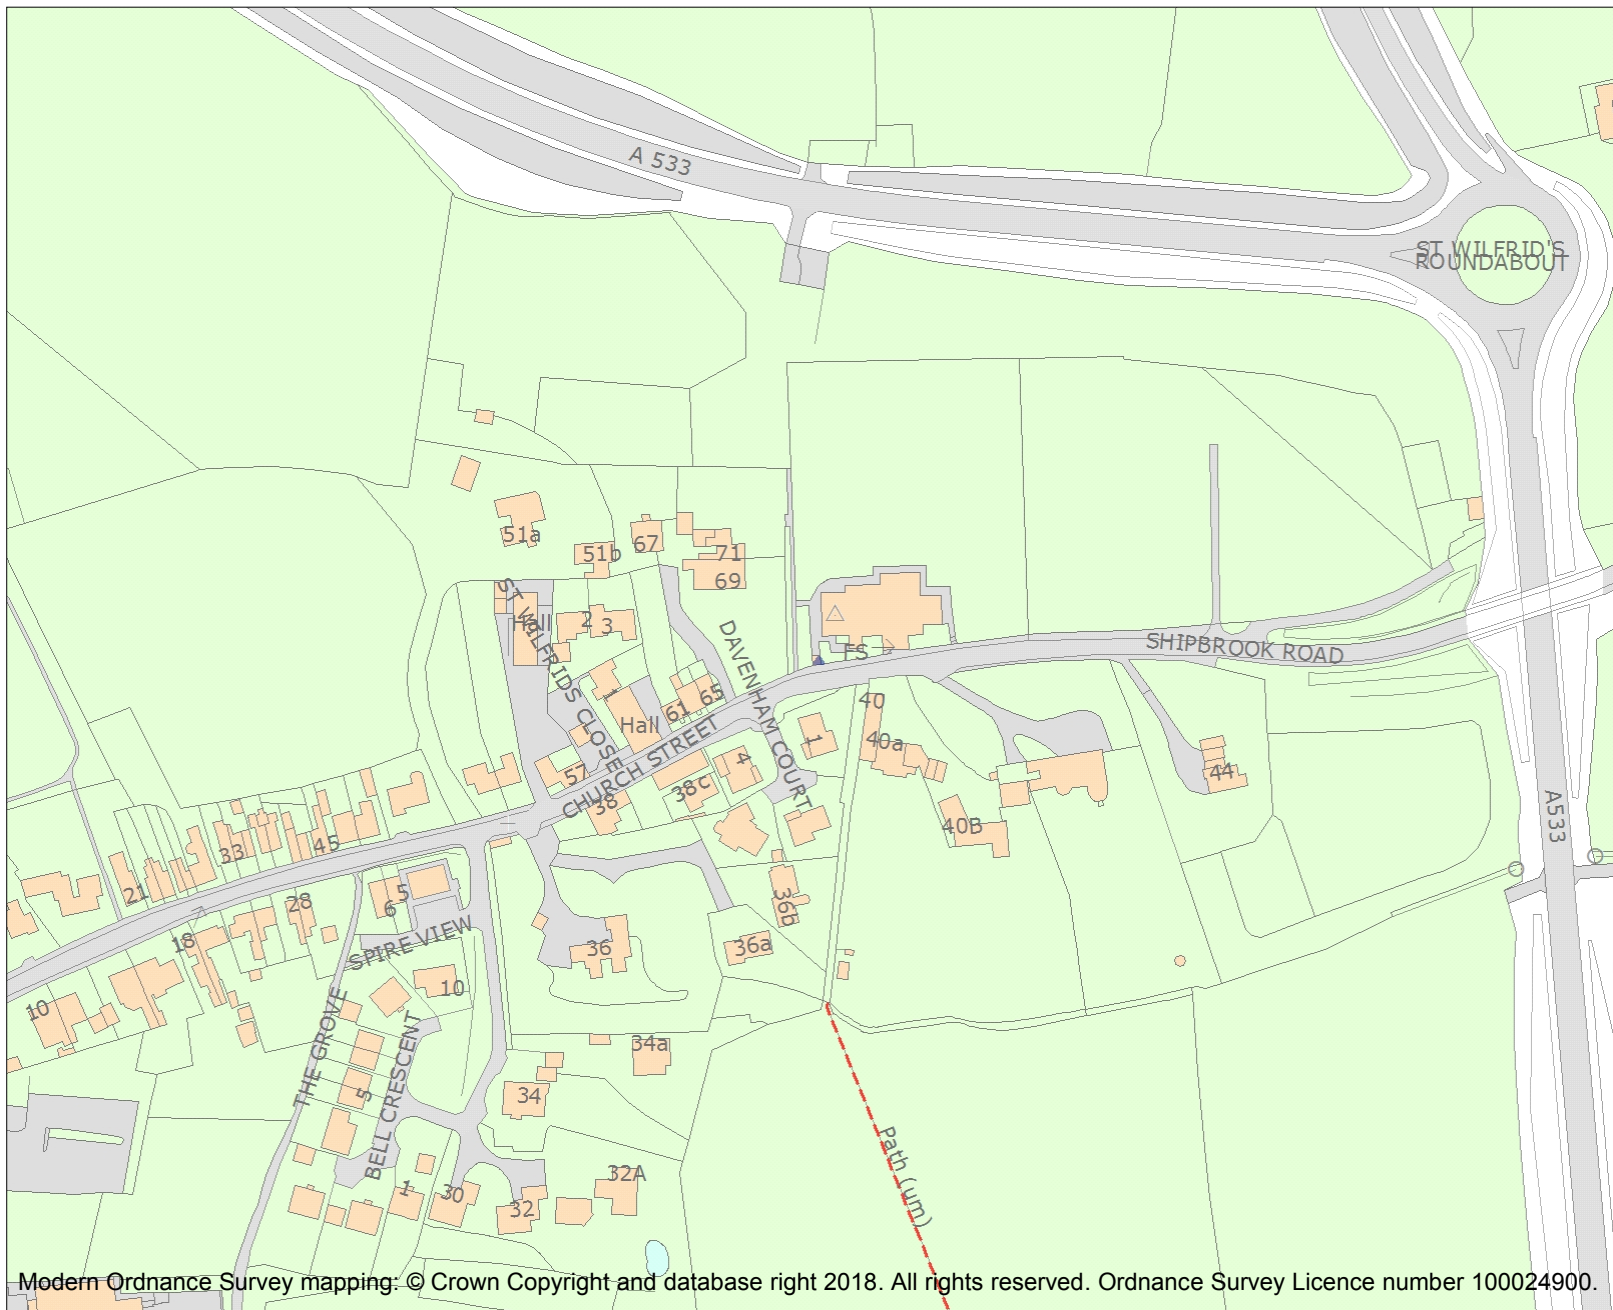 A 533
ST WILFRID'S
ROUNDABOUT
51a
51b
67
71
69
ST WILFRIDS CLOSE
Hall
2
3
DAVENHAM COURT
FS
SHIPBROOK ROAD
1
61
65
Hall
40
1
40a
4
57
CHURCH STREET
38
38c
44
A533
40B
33
45
21
5
6
28
36b
18
SPIRE VIEW
36
36a
10
10
THE GROVE
34a
BELL CRESCENT
5
34
Path (um)
1
30
32
32A
Modern Ordnance Survey mapping: © Crown Copyright and database right 2018. All rights reserved. Ordnance Survey Licence number 100024900.